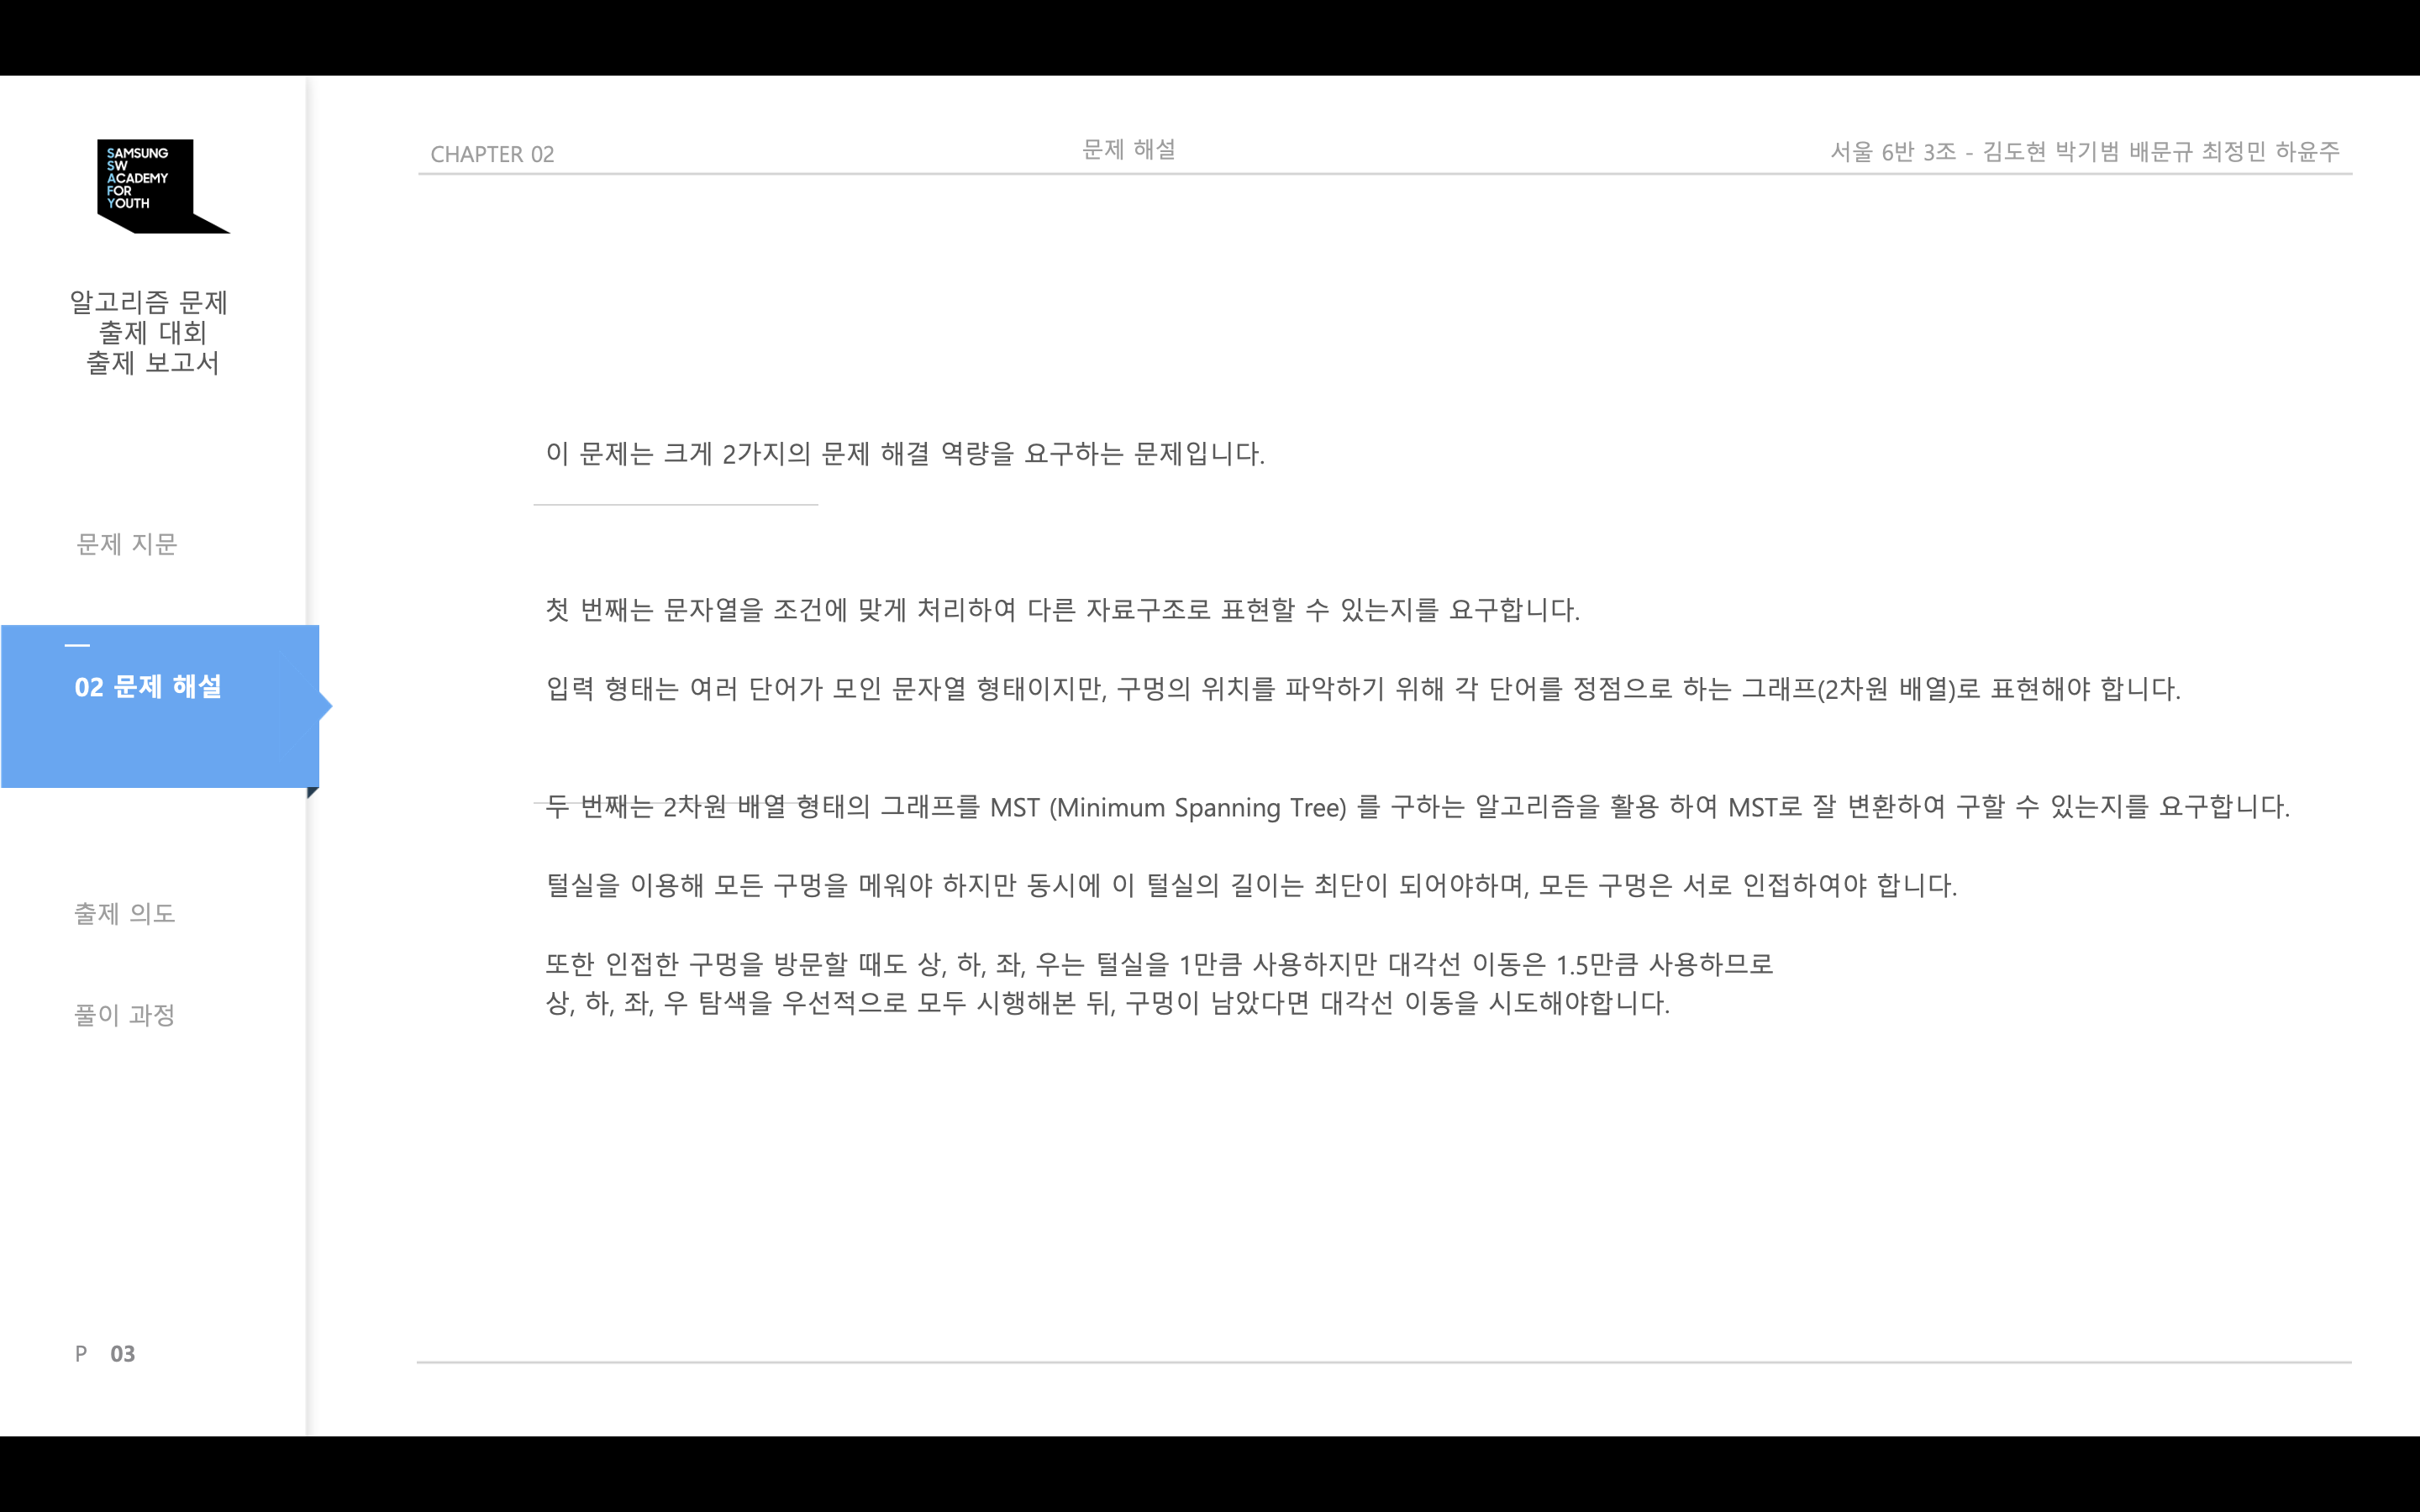 SAMSUNG
SW
ACADEMY
FOR
YOUTH
알고리즘 문제
출제 대회
출제 보고서
문제 지문
02 문제 해설
출제 의도
풀이 과정
P 03
CHAPTER 02
문제 해설
서울 6반 3조 - 김도현 박기범 배문규 최정민 하윤주
이 문제는 크게 2가지의 문제 해결 역량을 요구하는 문제입니다.
첫 번째는 문자열을 조건에 맞게 처리하여 다른 자료구조로 표현할 수 있는지를 요구합니다.
입력 형태는 여러 단어가 모인 문자열 형태이지만, 구멍의 위치를 파악하기 위해 각 단어를 정점으로 하는 그래프(2차원 배열)로 표현해야 합니다.
두 번째는 2차원 배열 형태의 그래프를 MST (Minimum Spanning Tree) 를 구하는 알고리즘을 활용 하여 MST로 잘 변환하여 구할 수 있는지를 요구합니다.
털실을 이용해 모든 구멍을 메워야 하지만 동시에 이 털실의 길이는 최단이 되어야하며, 모든 구멍은 서로 인접하여야 합니다.
또한 인접한 구멍을 방문할 때도 상, 하, 좌, 우는 털실을 1만큼 사용하지만 대각선 이동은 1.5만큼 사용하므로
상, 하, 좌, 우 탐색을 우선적으로 모두 시행해본 뒤, 구멍이 남았다면 대각선 이동을 시도해야합니다.